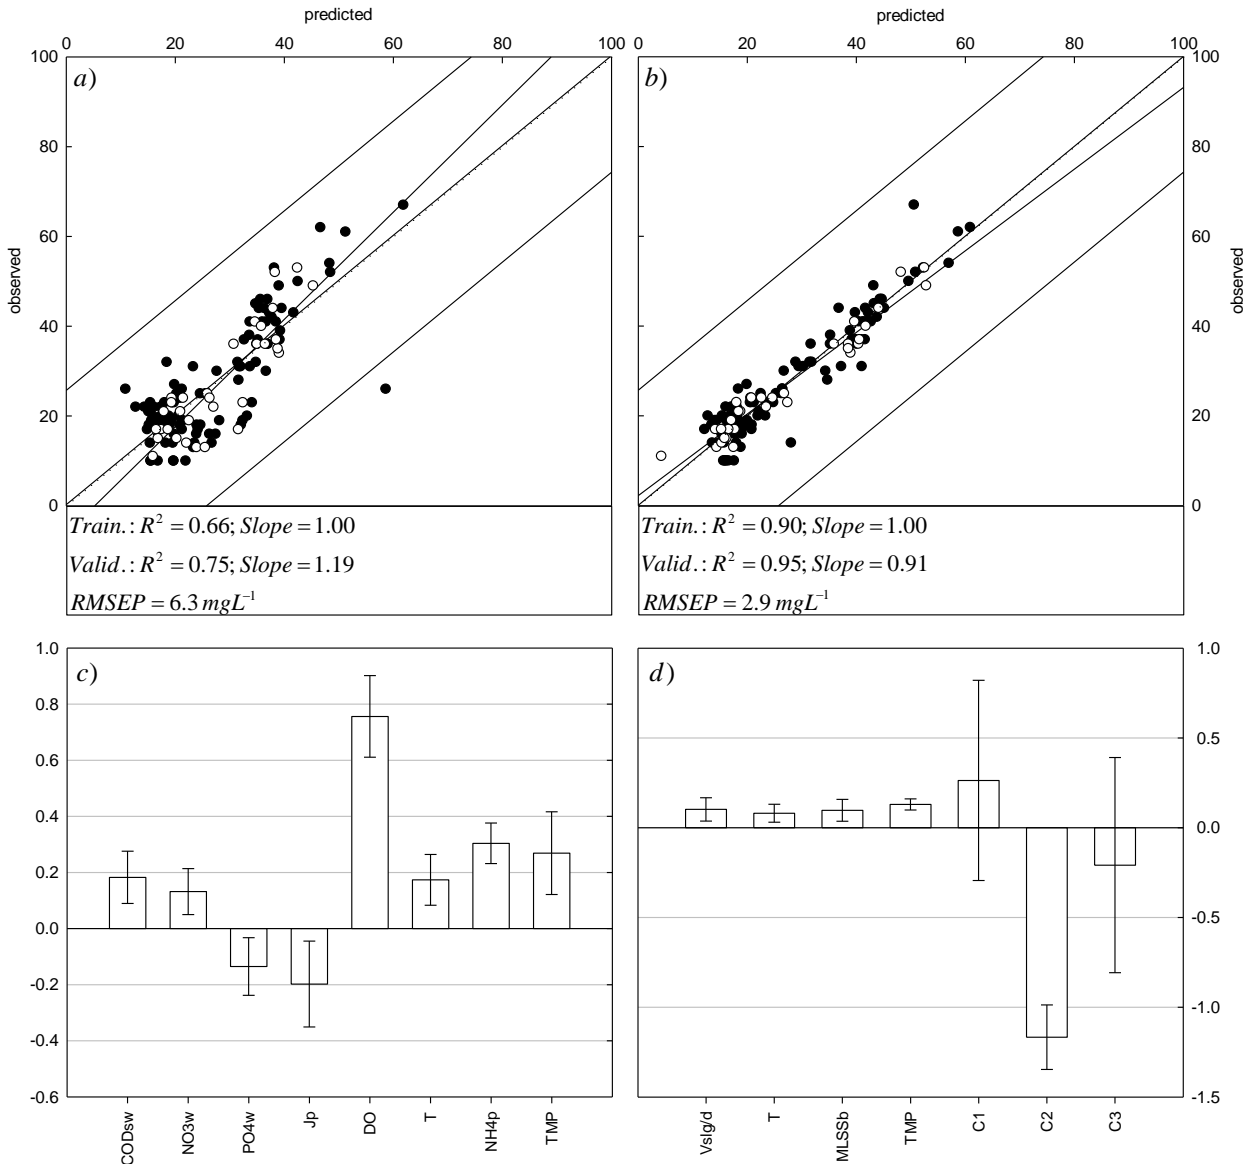 predicted
predicted
0 20 40 60 80 100
0 20 40 60 80 100
100
80
60
40
20
0
observed
a)
b)
100
80
60
40
20
0
observed
Train.: R² = 0.66; Slope = 1.00
Valid.: R² = 0.75; Slope = 1.19
RMSEP = 6.3 mgL⁻¹
Train.: R² = 0.90; Slope = 1.00
Valid.: R² = 0.95; Slope = 0.91
RMSEP = 2.9 mgL⁻¹
c)
1.0
0.8
0.6
0.4
0.2
0.0
-0.2
-0.4
-0.6
CODsw
NO3w
PO4w
Jp
DO
T
NH4p
TMP
d)
1.0
0.5
0.0
-0.5
-1.0
-1.5
Vslg/d
T
MLSSb
TMP
C1
C2
C3